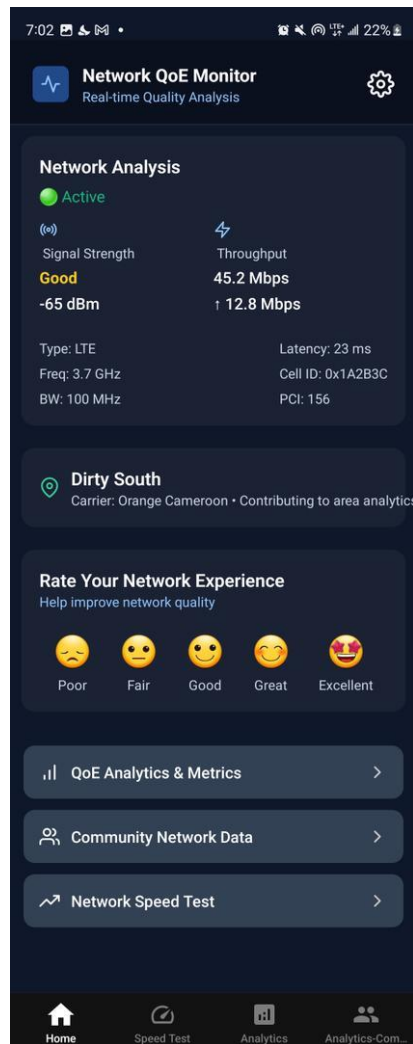 7:02
LTE+ 22%
Network QoE Monitor
Real-time Quality Analysis
Network Analysis
Active
Signal Strength
Throughput
Good
45.2 Mbps
-65 dBm
↑ 12.8 Mbps
Type: LTE
Latency: 23 ms
Freq: 3.7 GHz
Cell ID: 0x1A2B3C
BW: 100 MHz
PCI: 156
Dirty South
Carrier: Orange Cameroon • Contributing to area analytics
Rate Your Network Experience
Help improve network quality
Poor
Fair
Good
Great
Excellent
QoE Analytics & Metrics
Community Network Data
Network Speed Test
Home
Speed Test
Analytics
Analytics-Com...